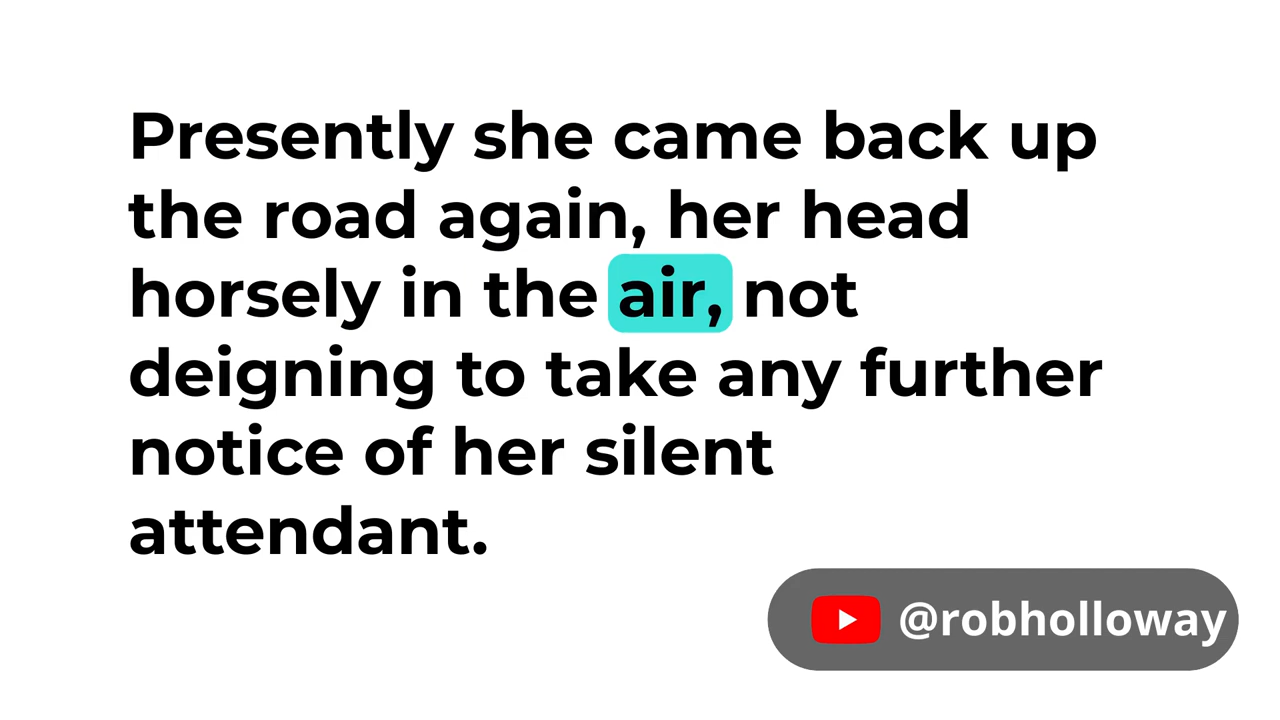 Presently she came back up
the road again, her head
horsely in the air, not
deigning to take any further
notice of her silent
attendant.
@robholloway